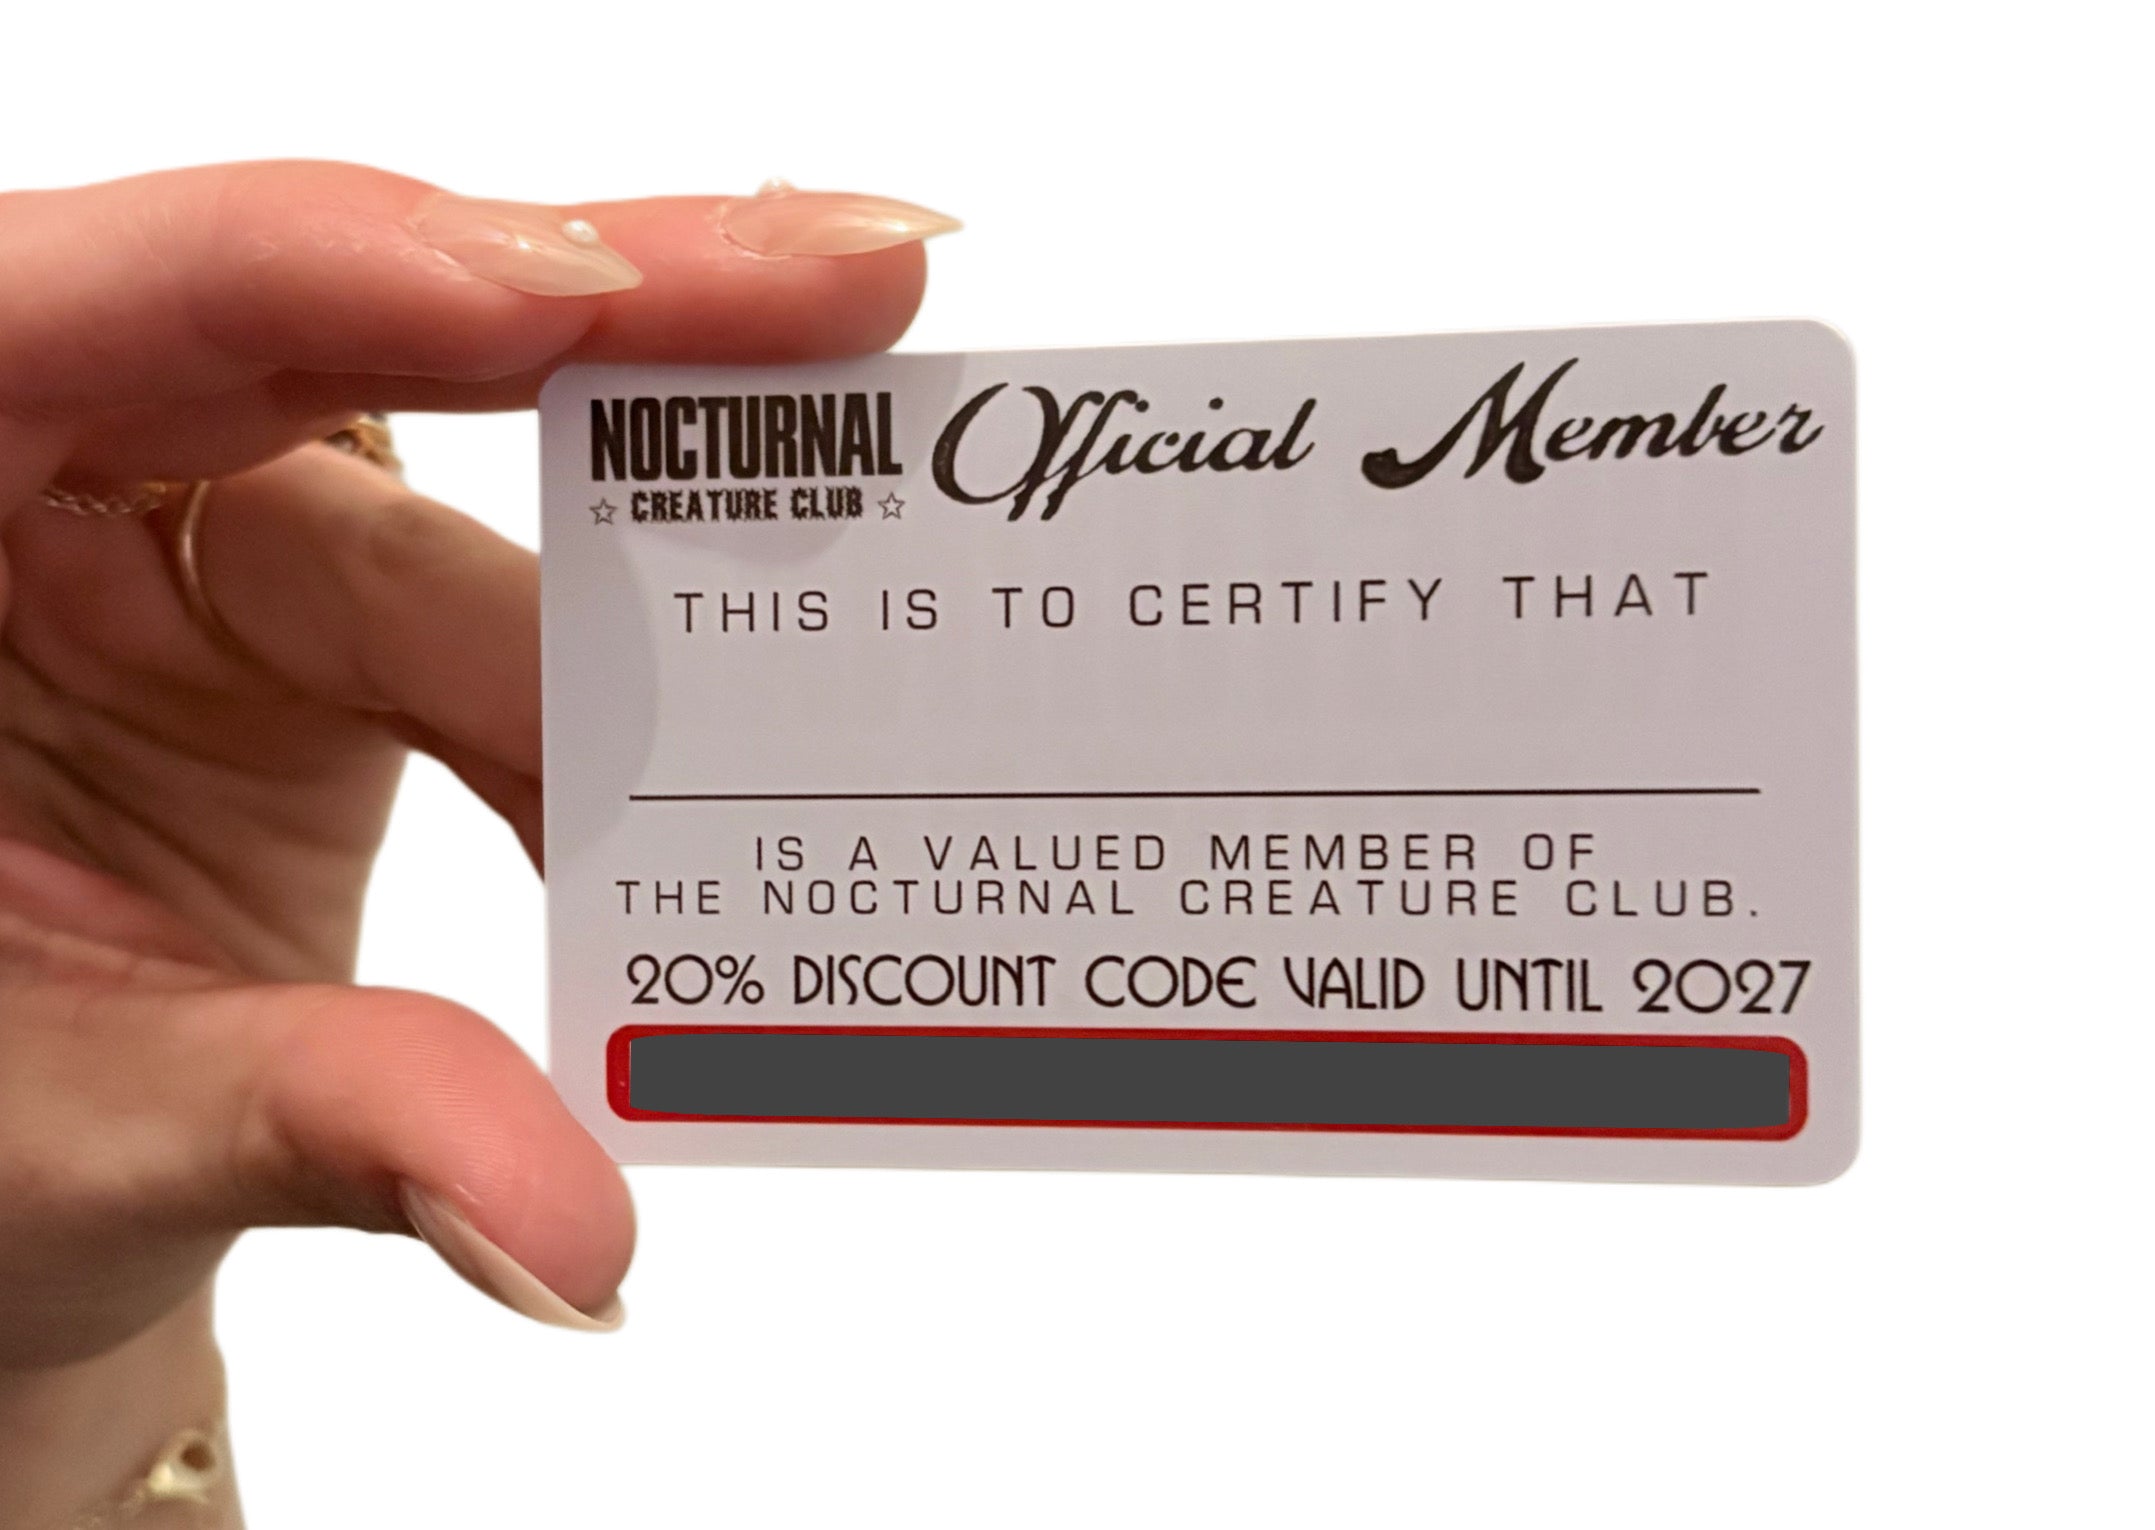 NOCTURNAL
☆ CREATURE CLUB ☆
Official Member
THIS IS TO CERTIFY THAT
IS A VALUED MEMBER OF
THE NOCTURNAL CREATURE CLUB.
20% DISCOUNT CODE VALID UNTIL 2027